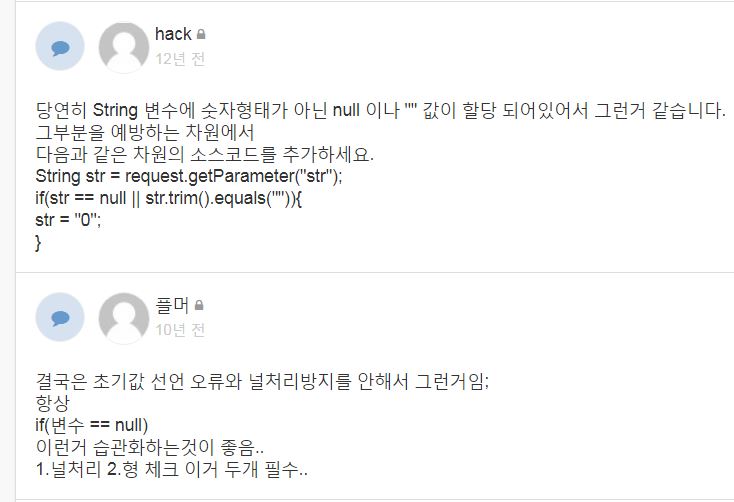 hack
12년 전
당연히 String 변수에 숫자형태가 아닌 null 이나 "" 값이 할당 되어있어서 그런거 같습니다.
그부분을 예방하는 차원에서
다음과 같은 차원의 소스코드를 추가하세요.
String str = request.getParameter("str");
if(str == null || str.trim().equals("")){
str = "0";
}
플머
10년 전
결국은 초기값 선언 오류와 널처리방지를 안해서 그런거임;
항상
if(변수 == null)
이런거 습관화하는것이 좋음..
1.널처리 2.형 체크 이거 두개 필수..